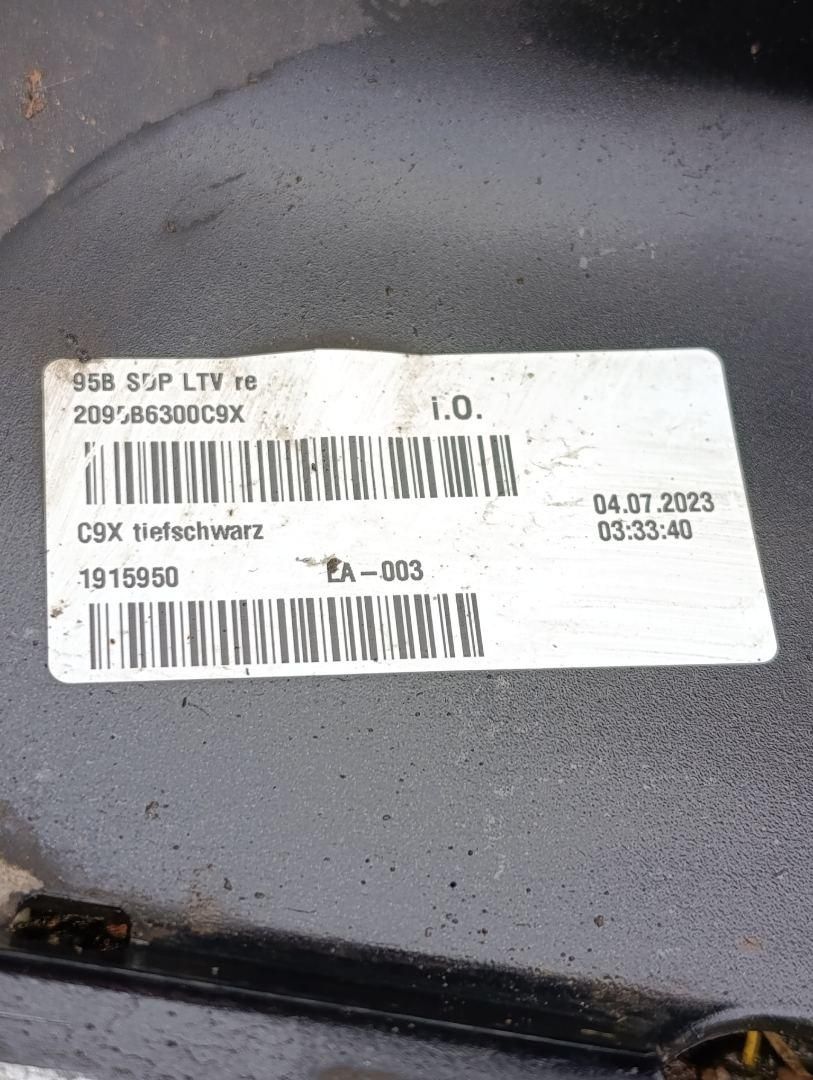 95B SDP LTV re
2095B6300C9X
i.O.
C9X tiefschwarz
04.07.2023
03:33:40
1915950
EA-003